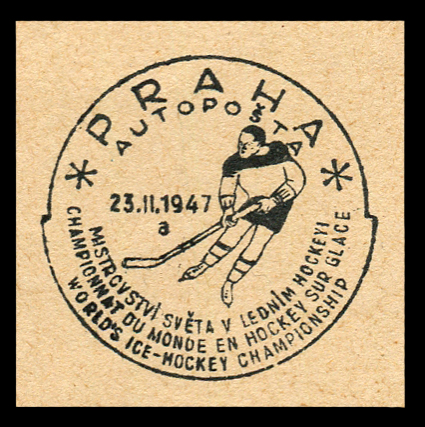 PRAHA
AUTOPOŠTA
23.II.1947
a
MISTROVSTVÍ SVĚTA V LEDNÍM HOCKEYI
CHAMPIONNAT DU MONDE EN HOCKEY SUR GLACE
WORLD'S ICE-HOCKEY CHAMPIONSHIP